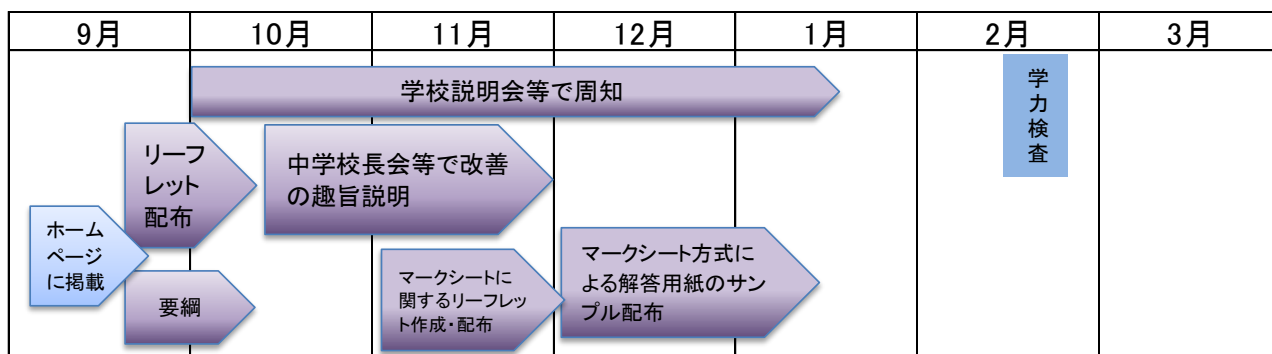 9月 10月 11月 12月 1月 2月 3月
学校説明会等で周知
学力検査
リーフ
レット
配布
中学校長会等で改善
の趣旨説明
ホーム
ページ
に掲載
要綱
マークシートに
関するリーフレッ
ト作成・配布
マークシート方式に
よる解答用紙のサン
プル配布